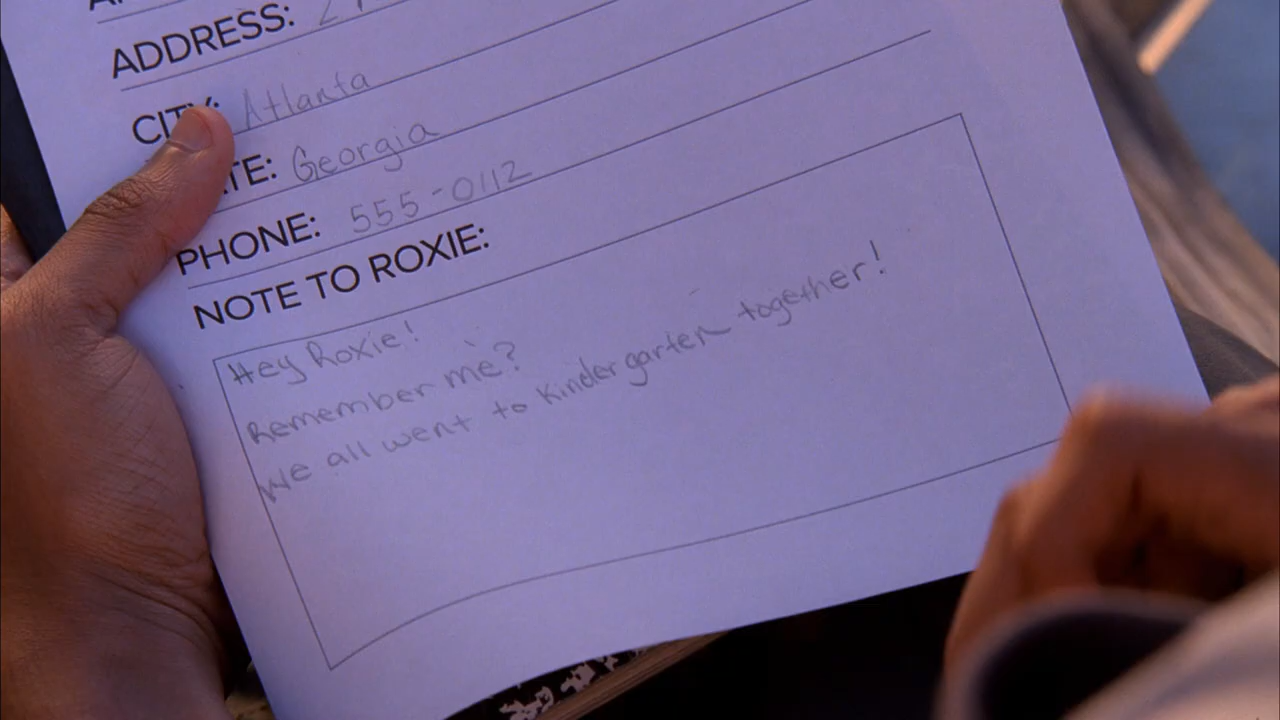 ADDRESS:
CITY: Atlanta
TE: Georgia
PHONE: 555-0112
NOTE TO ROXIE:
Hey Roxie!
Remember me?
We all went to Kindergarten together!